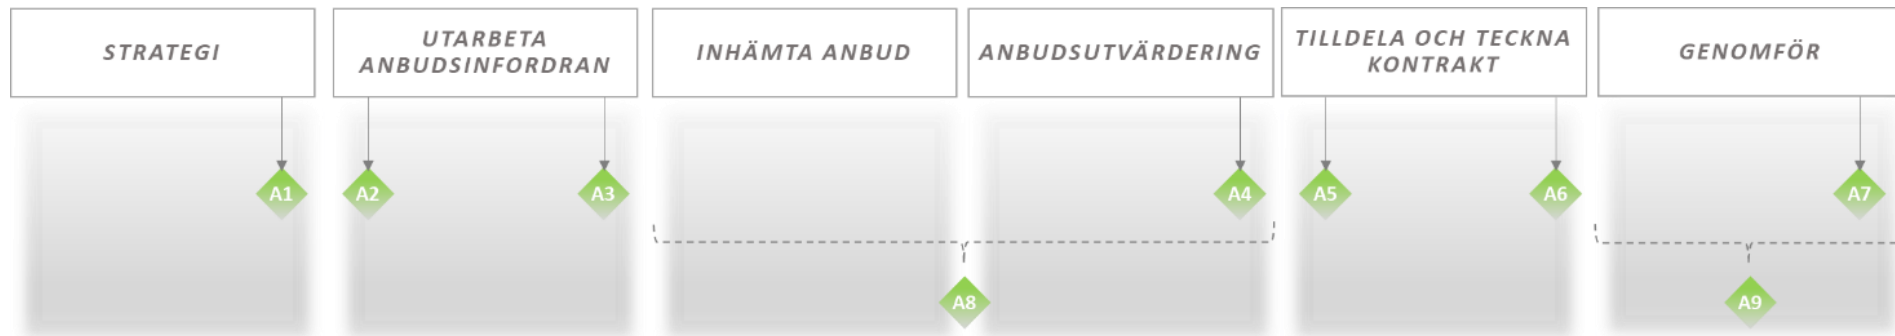 STRATEGI
UTARBETA
ANBUDSINFORDRAN
INHÄMTA ANBUD
ANBUDSUTVÄRDERING
TILLDELA OCH TECKNA
KONTRAKT
GENOMFÖR
A1
A2
A3
A4
A5
A6
A7
A8
A9